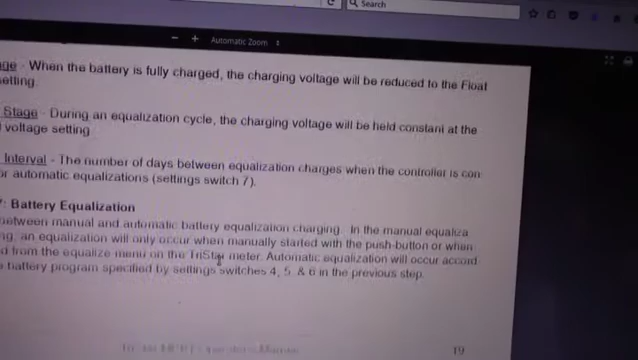 Search
Automatic Zoom
ge - When the battery is fully charged, the charging voltage will be reduced to the Float
setting.
Stage - During an equalization cycle, the charging voltage will be held constant at the
voltage setting
Interval - The number of days between equalization charges when the controller is con
or automatic equalizations (settings switch 7).
7: Battery Equalization
between manual and automatic battery equalization charging. In the manual equaliza
ng, an equalization will only occur when manually started with the push-button or when
d from the equalize menu on the TriStar meter. Automatic equalization will occur accord
battery program specified by settings switches 4, 5, & 6 in the previous step.
19